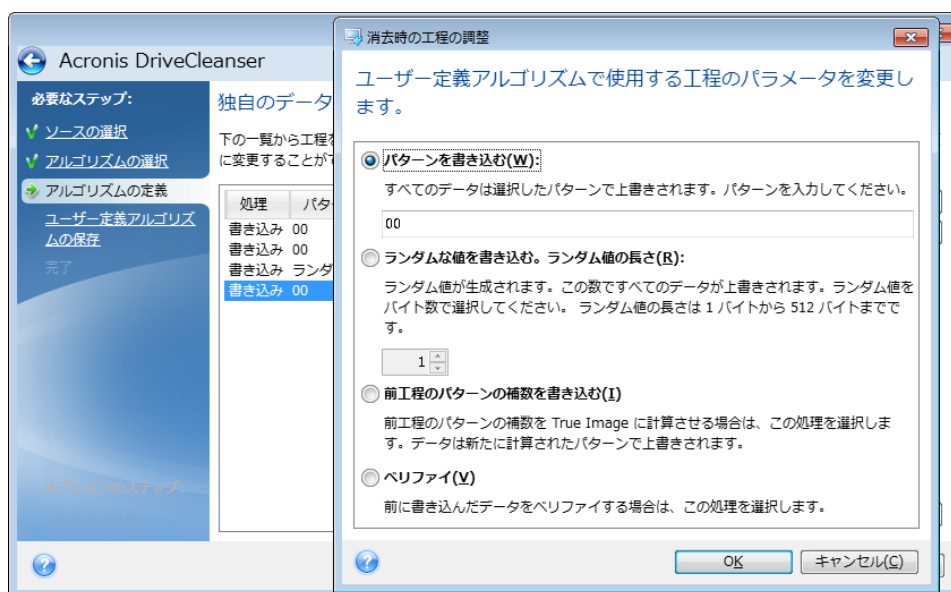 Acronis DriveCleanser
必要なステップ:
ソースの選択
アルゴリズムの選択
アルゴリズムの定義
ユーザー定義アルゴリズ
ムの保存
完了
オプションのステップ:
独自のデータ
下の一覧から工程
に変更することが
処理 パタ
書き込み 00
書き込み 00
書き込み ランダ
書き込み 00
消去時の工程の調整
ユーザー定義アルゴリズムで使用する工程のパラメータを変更し
ます。
パターンを書き込む(W):
すべてのデータは選択したパターンで上書きされます。パターンを入力してください。
00
ランダムな値を書き込む。ランダム値の長さ(R):
ランダム値が生成されます。この数ですべてのデータが上書きされます。ランダム値を
バイト数で選択してください。 ランダム値の長さは 1 バイトから 512 バイトまでで
す。
1
前工程のパターンの補数を書き込む(I)
前工程のパターンの補数を True Image に計算させる場合は、この処理を選択しま
す。データは新たに計算されたパターンで上書きされます。
ベリファイ(V)
前に書き込んだデータをベリファイする場合は、この処理を選択します。
OK
キャンセル(C)